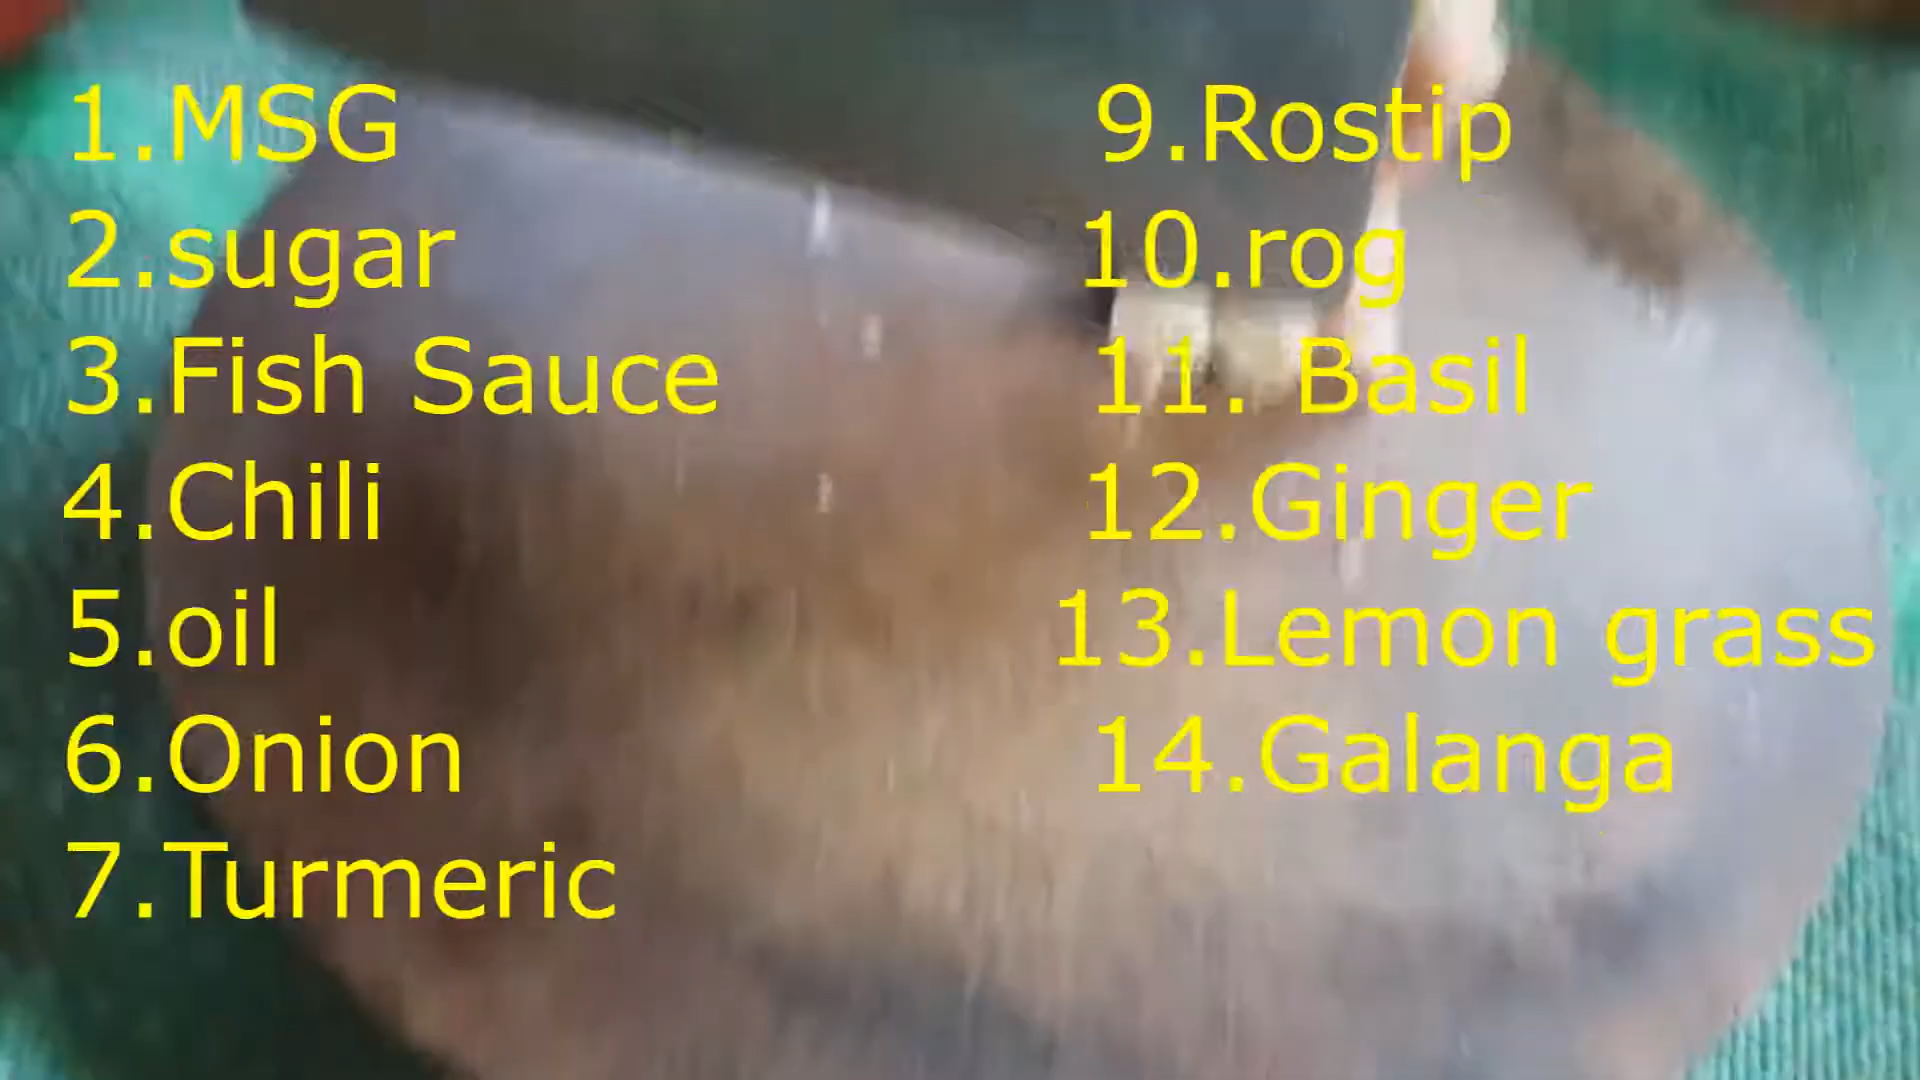 1.MSG
2.sugar
3.Fish Sauce
4.Chili
5.oil
6.Onion
7.Turmeric
9.Rostip
10.rog
11. Basil
12.Ginger
13.Lemon grass
14.Galanga